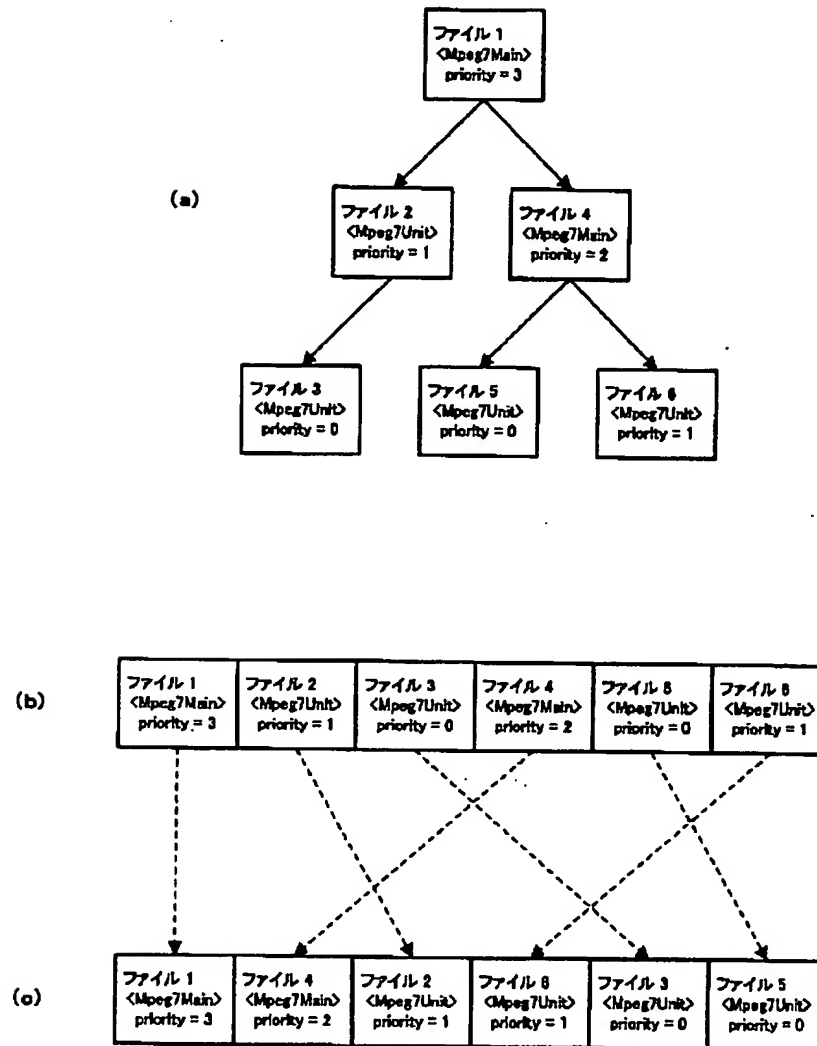 ファイル 1
<Mpeg7Main>
priority = 3
(a)
ファイル 2
<Mpeg7Unit>
priority = 1
ファイル 4
<Mpeg7Main>
priority = 2
ファイル 3
<Mpeg7Unit>
priority = 0
ファイル 5
<Mpeg7Unit>
priority = 0
ファイル 6
<Mpeg7Unit>
priority = 1
(b)
ファイル 1
<Mpeg7Main>
priority = 3
ファイル 2
<Mpeg7Unit>
priority = 1
ファイル 3
<Mpeg7Unit>
priority = 0
ファイル 4
<Mpeg7Main>
priority = 2
ファイル 5
<Mpeg7Unit>
priority = 0
ファイル 6
<Mpeg7Unit>
priority = 1
(c)
ファイル 1
<Mpeg7Main>
priority = 3
ファイル 4
<Mpeg7Main>
priority = 2
ファイル 2
<Mpeg7Unit>
priority = 1
ファイル 6
<Mpeg7Unit>
priority = 1
ファイル 3
<Mpeg7Unit>
priority = 0
ファイル 5
<Mpeg7Unit>
priority = 0